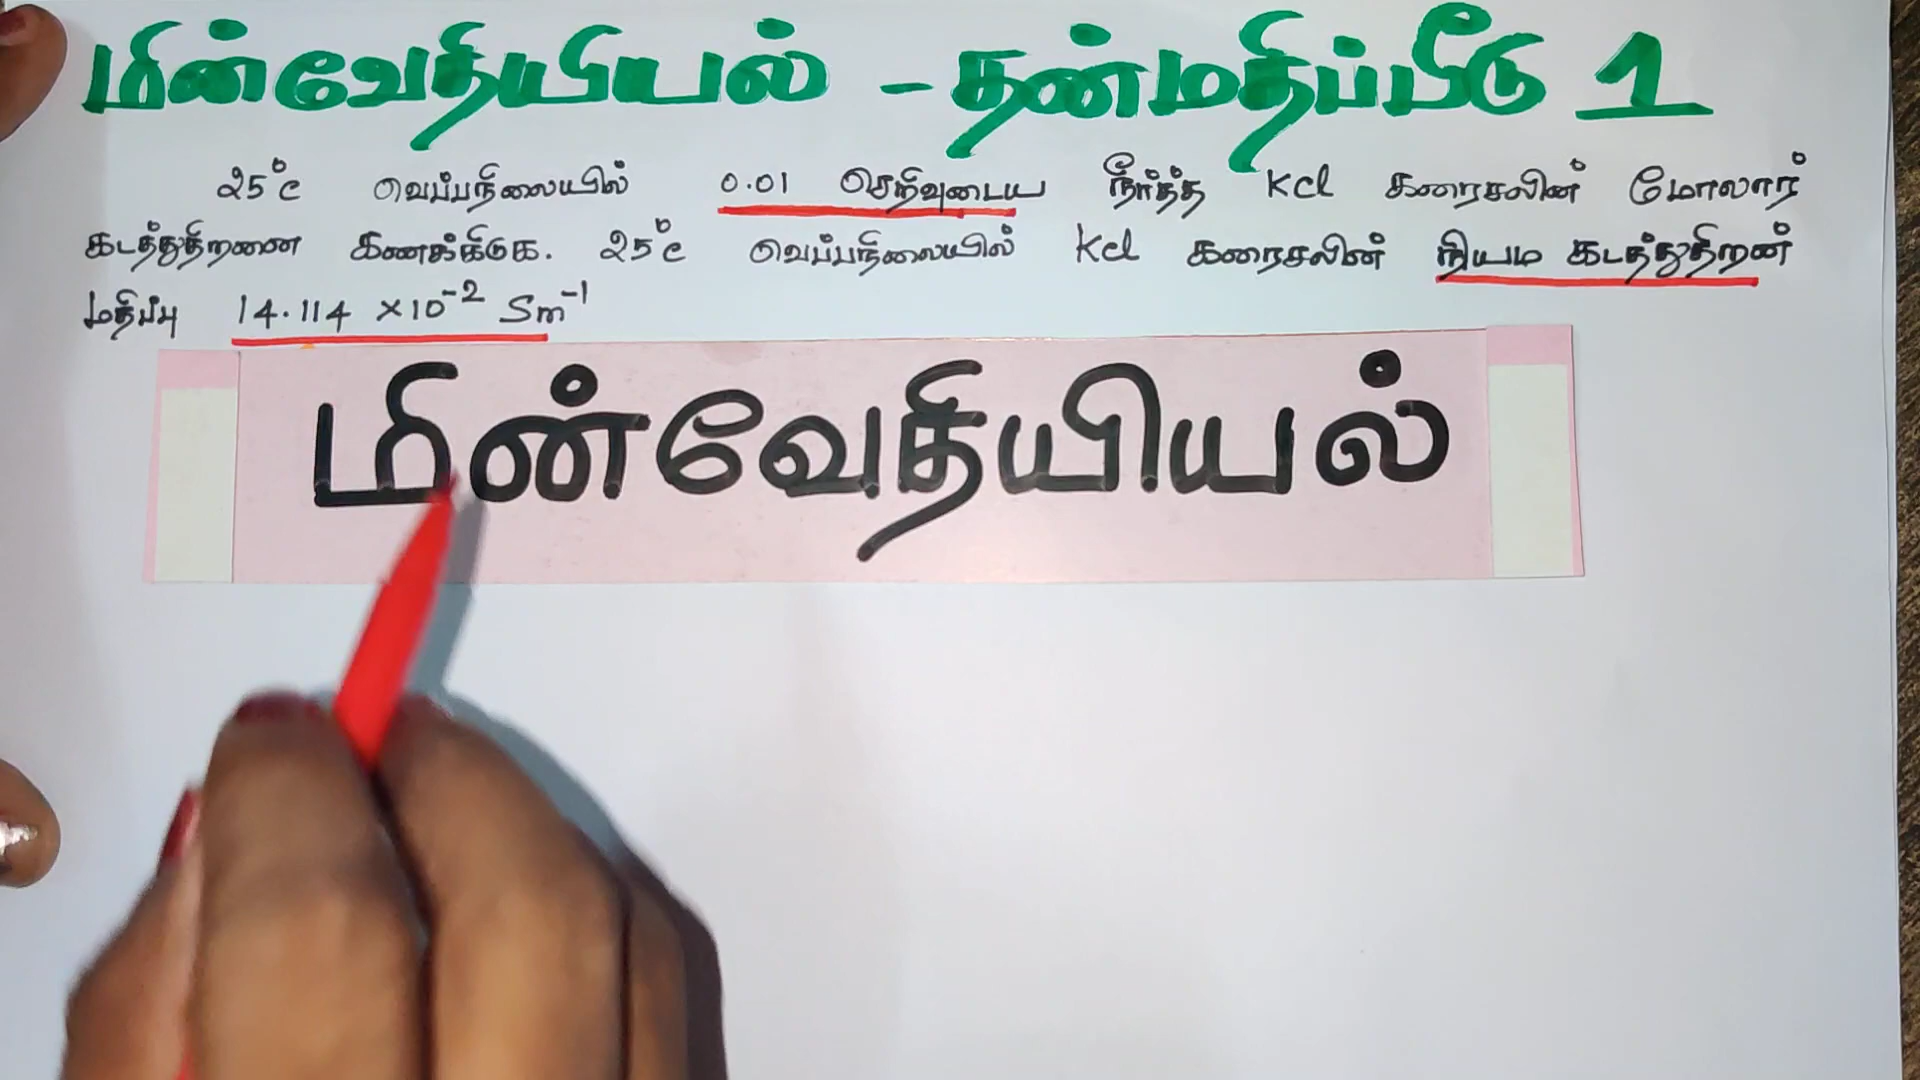 மின்வேதியியல் - தன்மதிப்பீடு 1
25°c வெப்பநிலையில் 0.01 செறிவுடைய நீர்த்த Kcl கரைசலின் மோலார்
கடத்துதிறனை கணக்கிடுக. 25°c வெப்பநிலையில் Kcl கரைசலின் நியம கடத்துதிறன்
மதிப்பு 14.114 ×10⁻² Sm⁻¹
மின்வேதியியல்